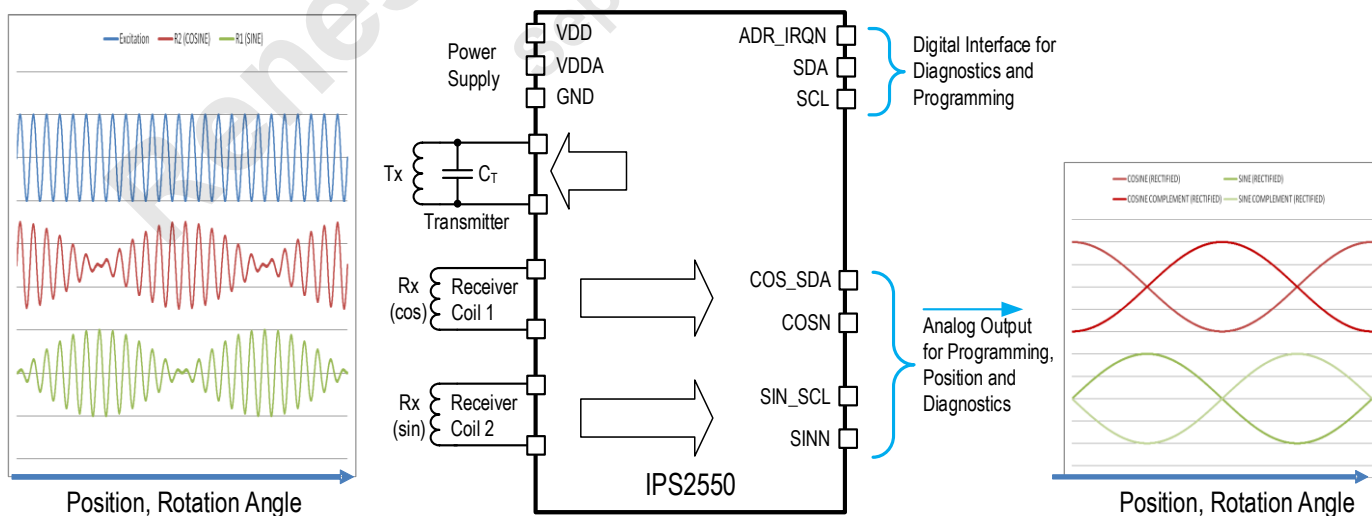 Renes
sep
Excitation
R2 (COSINE)
R1 (SINE)
Position, Rotation Angle
Power
Supply
VDD
VDDA
GND
Tx
CT
Transmitter
Rx
(cos)
Receiver
Coil 1
Rx
(sin)
Receiver
Coil 2
IPS2550
ADR_IRQN
SDA
SCL
Digital Interface for
Diagnostics and
Programming
COS_SDA
COSN
SIN_SCL
SINN
Analog Output
for Programming,
Position and
Diagnostics
COSINE (RECTIFIED)
SINE (RECTIFIED)
COSINE COMPLEMENT (RECTIFIED)
SINE COMPLEMENT (RECTIFIED)
Position, Rotation Angle